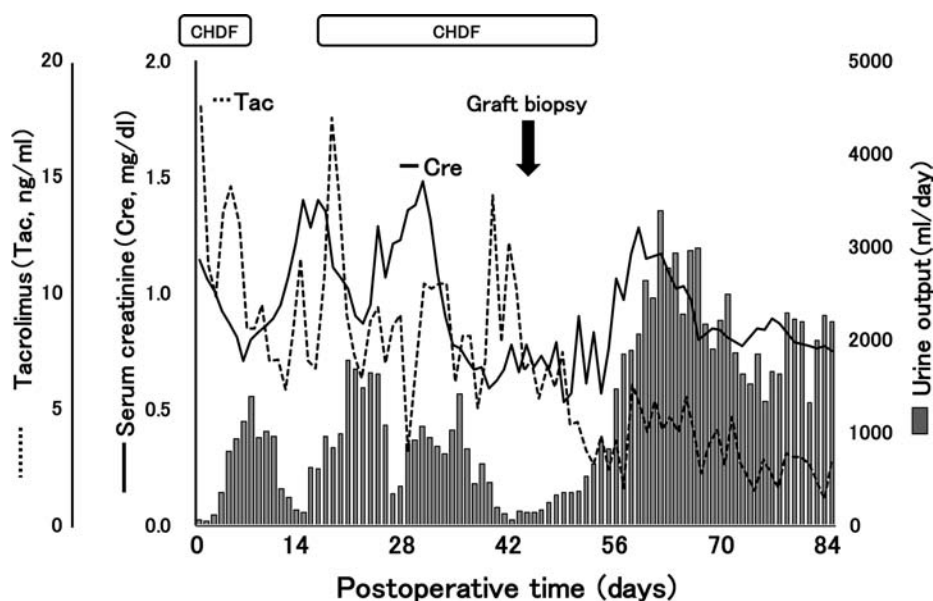 CHDF CHDF
20 2.0 5000
Tac
Graft biopsy
4000
15 1.5
Cre
3000
10 1.0
2000
5 0.5
1000
0 0.0 0
0 14 28 42 56 70 84
Postoperative time (days)
Tacrolimus (Tac, ng/ml)
Serum creatinine (Cre, mg/dl)
Urine output (ml/day)